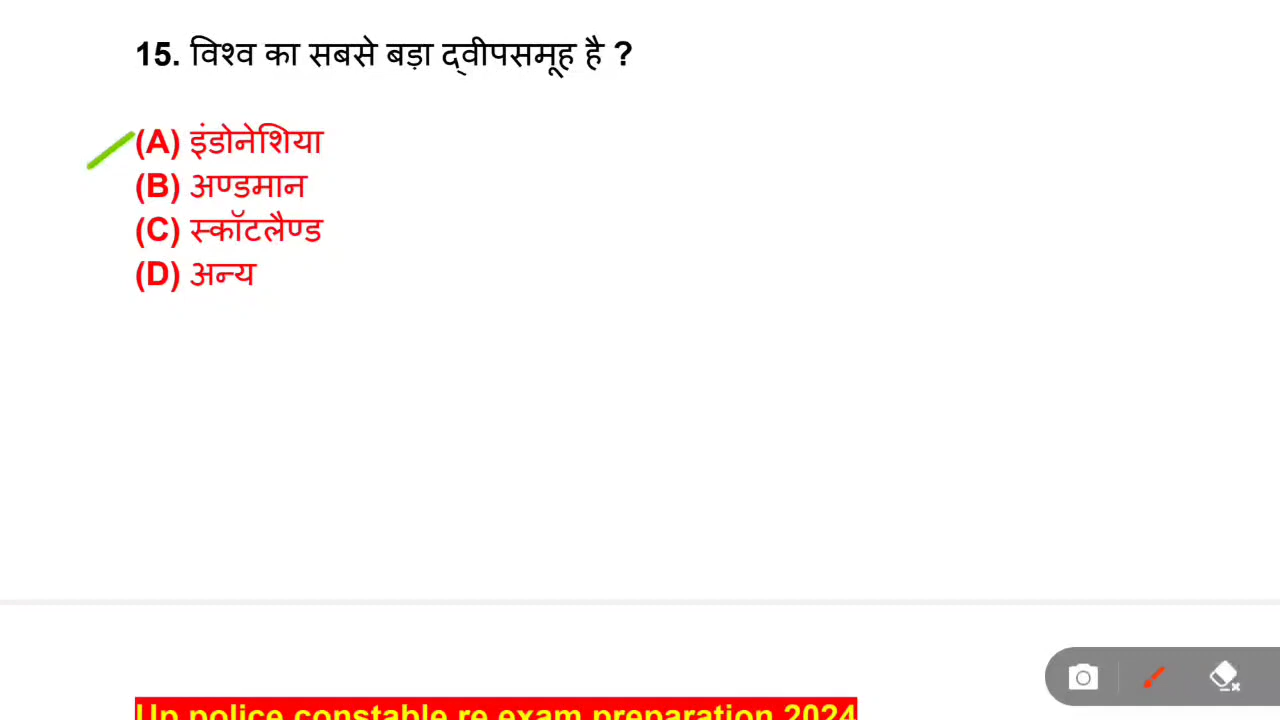 15. विश्व का सबसे बड़ा द्वीपसमूह है ?
(A) इंडोनेशिया
(B) अण्डमान
(C) स्कॉटलैण्ड
(D) अन्य
Up police constable re exam preparation 2024